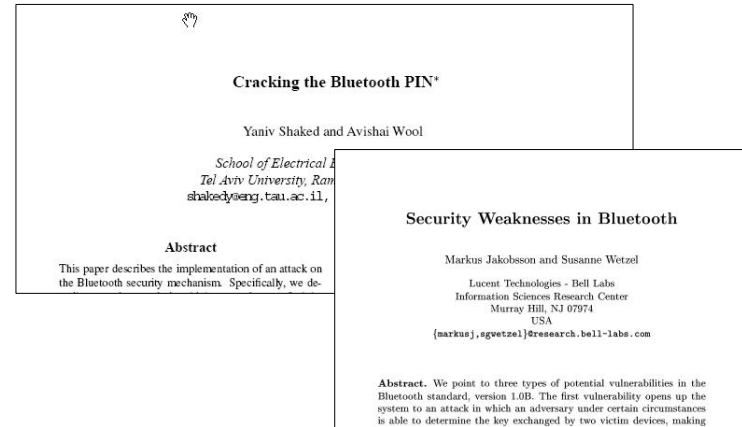 Cracking the Bluetooth PIN*
Yaniv Shaked and Avishai Wool
School of Electrical
Tel Aviv University, Ram
shakedy@eng.tau.ac.il,
Abstract
This paper describes the implementation of an attack on
the Bluetooth security mechanism. Specifically, we de-
Security Weaknesses in Bluetooth
Markus Jakobsson and Susanne Wetzel
Lucent Technologies - Bell Labs
Information Sciences Research Center
Murray Hill, NJ 07974
USA
{markusj,sgwetzel}@research.bell-labs.com
Abstract. We point to three types of potential vulnerabilities in the
Bluetooth standard, version 1.0B. The first vulnerability opens up the
system to an attack in which an adversary under certain circumstances
is able to determine the key exchanged by two victim devices, making